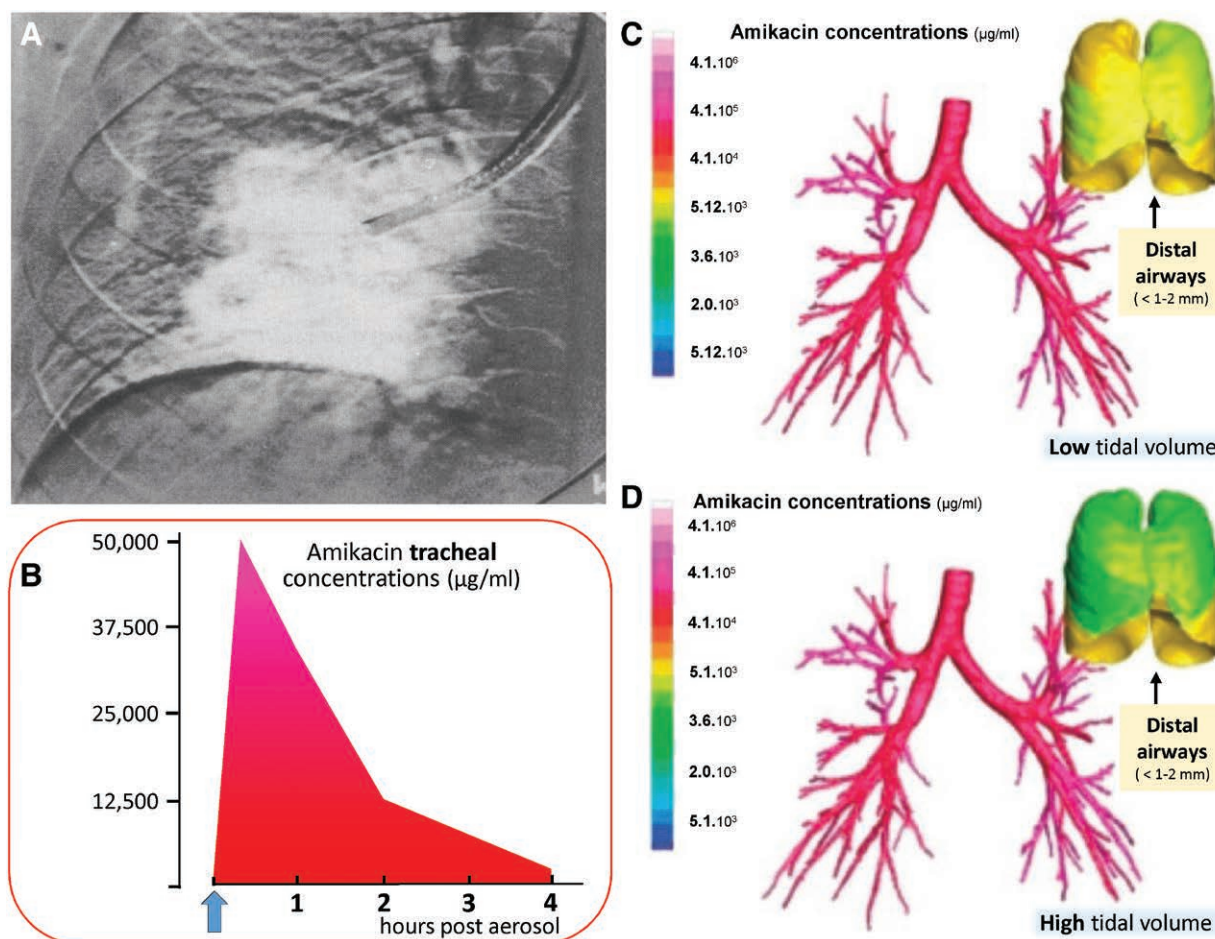 A
B
50,000
37,500
25,000
12,500
Amikacin tracheal
concentrations (µg/ml)
1
2
3
4
hours post aerosol
C
Amikacin concentrations (µg/ml)
4.1.10⁶
4.1.10⁵
4.1.10⁴
5.12.10³
3.6.10³
2.0.10³
5.12.10³
Distal
airways
( < 1-2 mm)
Low tidal volume
D
Amikacin concentrations (µg/ml)
4.1.10⁶
4.1.10⁵
4.1.10⁴
5.1.10³
3.6.10³
2.0.10³
5.1.10³
Distal
airways
( < 1-2 mm)
High tidal volume